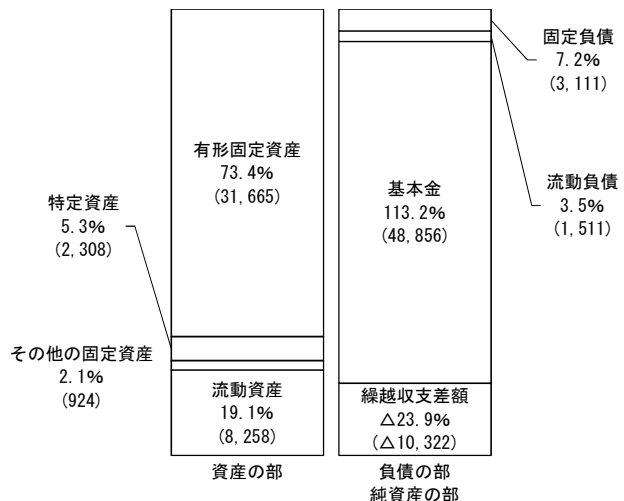 有形固定資産
73.4%
(31,665)
特定資産
5.3%
(2,308)
その他の固定資産
2.1%
(924)
流動資産
19.1%
(8,258)
資産の部
固定負債
7.2%
(3,111)
流動負債
3.5%
(1,511)
基本金
113.2%
(48,856)
繰越収支差額
△23.9%
(△10,322)
負債の部
純資産の部